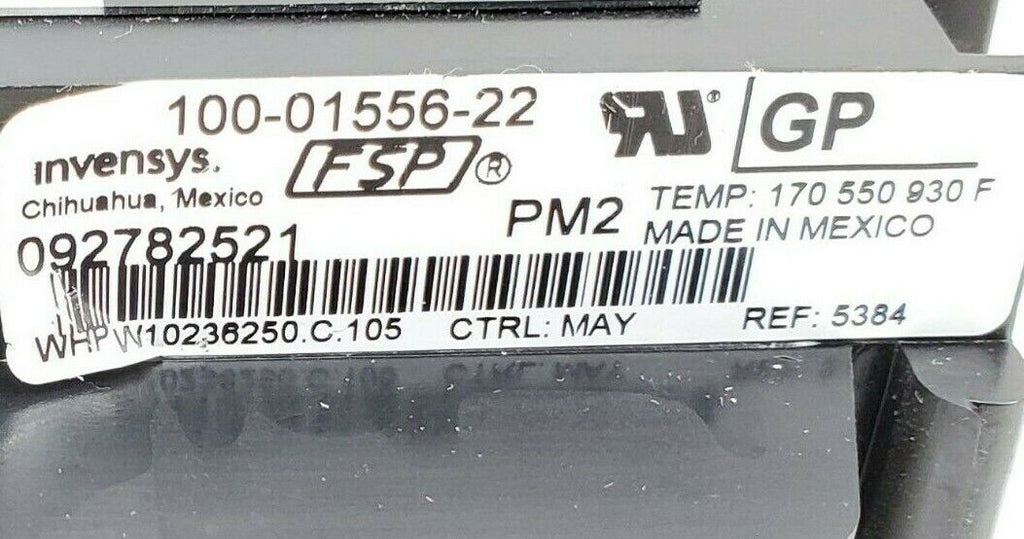 100-01556-22
invensys.
FSP®
Chihuahua, Mexico
GP
092782521
PM2
TEMP: 170 550 930 F
MADE IN MEXICO
WHP W10236250.C.105 CTRL: MAY REF: 5384